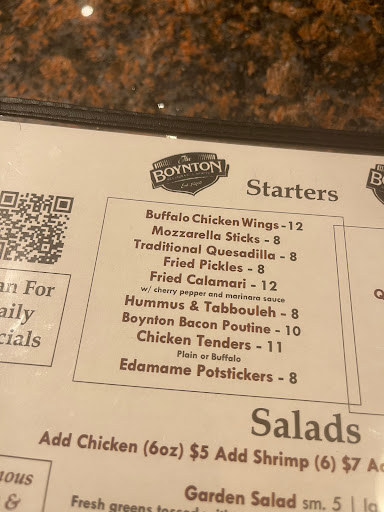 The
BOYNTON
Starters
Buffalo Chicken Wings - 12
Mozzarella Sticks - 8
Traditional Quesadilla - 8
Fried Pickles - 8
Fried Calamari - 12
w/ cherry pepper and marinara sauce
Hummus & Tabbouleh - 8
Boynton Bacon Poutine - 10
Chicken Tenders - 11
Plain or Buffalo
Edamame Potstickers - 8
an For
aily
cials
Salads
Add Chicken (6oz) $5 Add Shrimp (6) $7 A
Garden Salad sm. 5 | la
Fresh greens
nous
&
B
Q